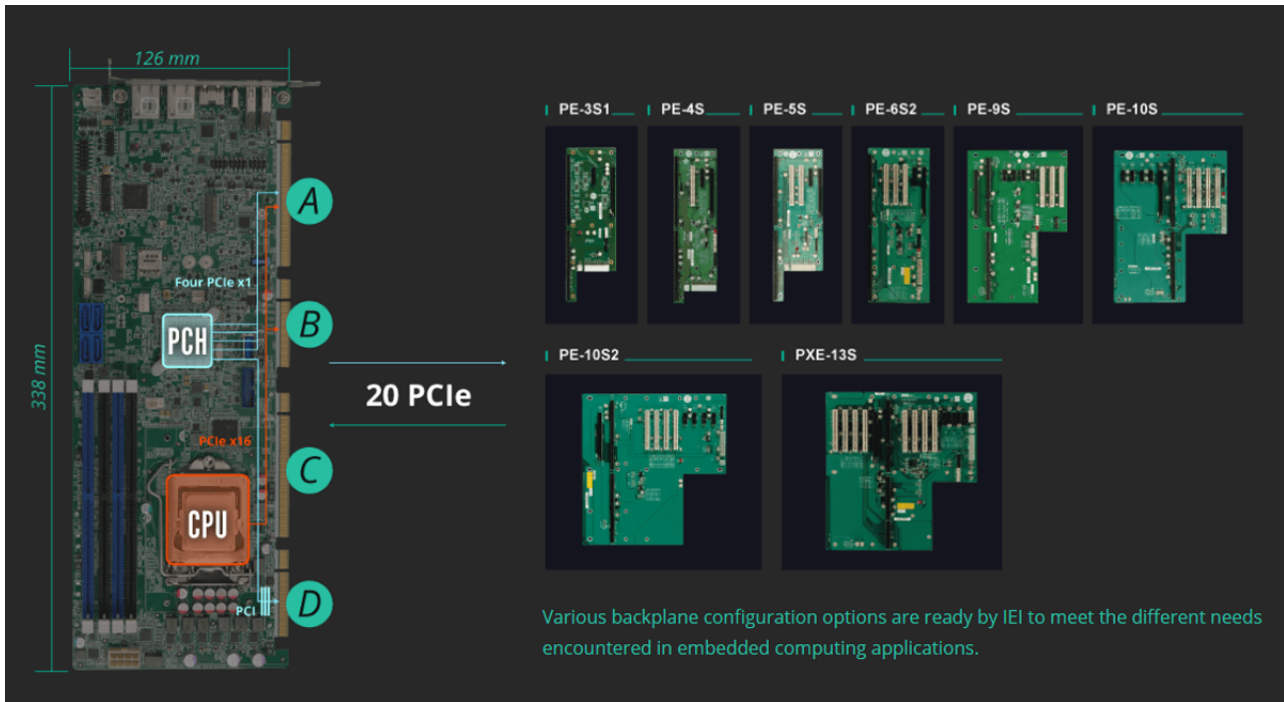 126 mm
338 mm
A
Four PCIe x1
B
PCH
PCIe x16
C
CPU
PCI
D
20 PCIe
PE-3S1
PE-4S
PE-5S
PE-6S2
PE-9S
PE-10S
PE-10S2
PXE-13S
Various backplane configuration options are ready by IEI to meet the different needs
encountered in embedded computing applications.